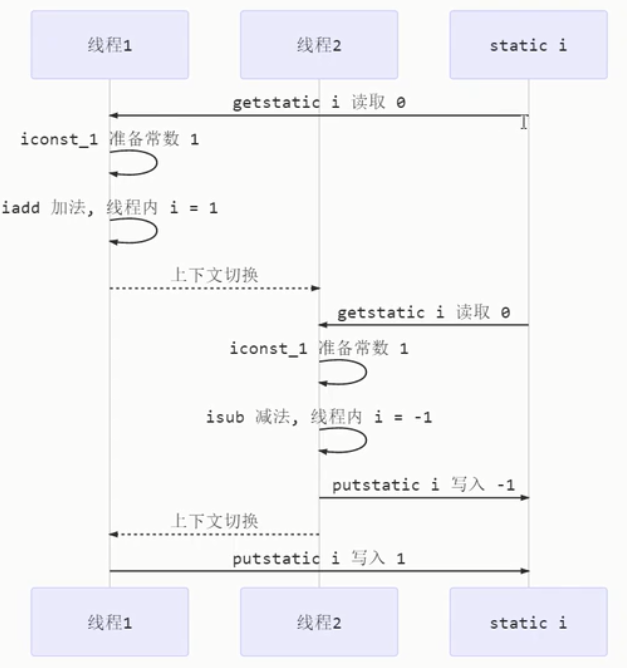 线程1 线程2 static i
getstatic i 读取 0
iconst_1 准备常数 1
iadd 加法, 线程内 i = 1
上下文切换
getstatic i 读取 0
iconst_1 准备常数 1
isub 减法, 线程内 i = -1
putstatic i 写入 -1
上下文切换
putstatic i 写入 1
线程1 线程2 static i